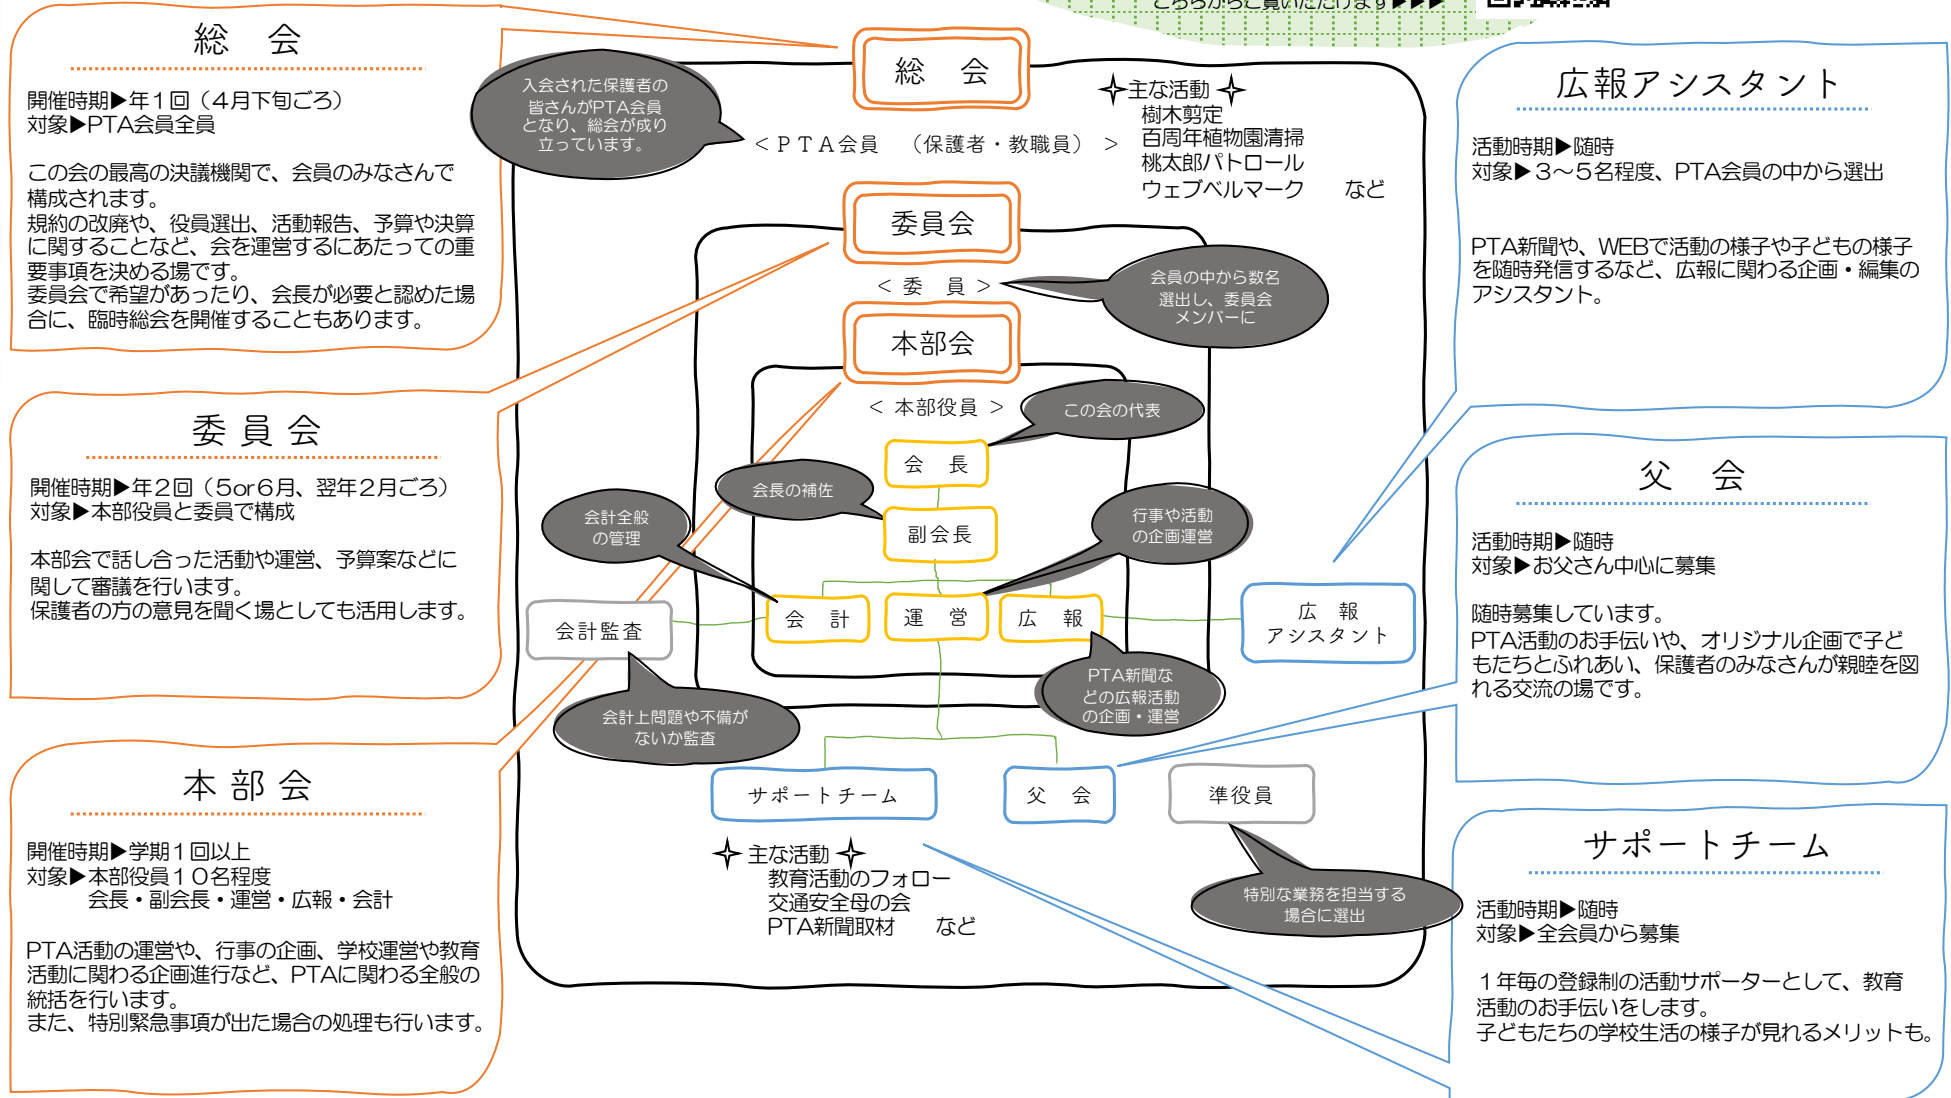 こちらからご覧いただけます▶▶▶
総　会
開催時期▶年１回（４月下旬ごろ）
対象▶PTA会員全員
この会の最高の決議機関で、会員のみなさんで
構成されます。
規約の改廃や、役員選出、活動報告、予算や決算
に関することなど、会を運営するにあたっての重
要事項を決める場です。
委員会で希望があったり、会長が必要と認めた場
合に、臨時総会を開催することもあります。
委 員 会
開催時期▶年２回（５or６月、翌年２月ごろ）
対象▶本部役員と委員で構成
本部会で話し合った活動や運営、予算案などに
関して審議を行います。
保護者の方の意見を聞く場としても活用します。
本 部 会
開催時期▶学期１回以上
対象▶本部役員１０名程度
会長・副会長・運営・広報・会計
PTA活動の運営や、行事の企画、学校運営や教育
活動に関わる企画進行など、PTAに関わる全般の
統括を行います。
また、特別緊急事項が出た場合の処理も行います。
総　会
入会された保護者の
皆さんがPTA会員
となり、総会が成り
立っています。
＜ＰＴＡ会員　（保護者・教職員）＞
主な活動
樹木剪定
百周年植物園清掃
桃太郎パトロール
ウェブベルマーク　など
委員会
＜ 委　員 ＞
会員の中から数名
選出し、委員会
メンバーに
本部会
＜ 本部役員 ＞
この会の代表
会　長
会長の補佐
副会長
会計全般
の管理
行事や活動
の企画運営
会計監査
会　計
運　営
広　報
広　報
アシスタント
PTA新聞な
どの広報活動
の企画・運営
会計上問題や不備が
ないか監査
サポートチーム
父　会
準役員
主な活動
教育活動のフォロー
交通安全母の会
PTA新聞取材　など
特別な業務を担当する
場合に選出
広報アシスタント
活動時期▶随時
対象▶３～５名程度、PTA会員の中から選出
PTA新聞や、WEBで活動の様子や子どもの様子
を随時発信するなど、広報に関わる企画・編集の
アシスタント。
父　会
活動時期▶随時
対象▶お父さん中心に募集
随時募集しています。
PTA活動のお手伝いや、オリジナル企画で子ど
もたちとふれあい、保護者のみなさんが親睦を図
れる交流の場です。
サポートチーム
活動時期▶随時
対象▶全会員から募集
１年毎の登録制の活動サポーターとして、教育
活動のお手伝いをします。
子どもたちの学校生活の様子が見れるメリットも。